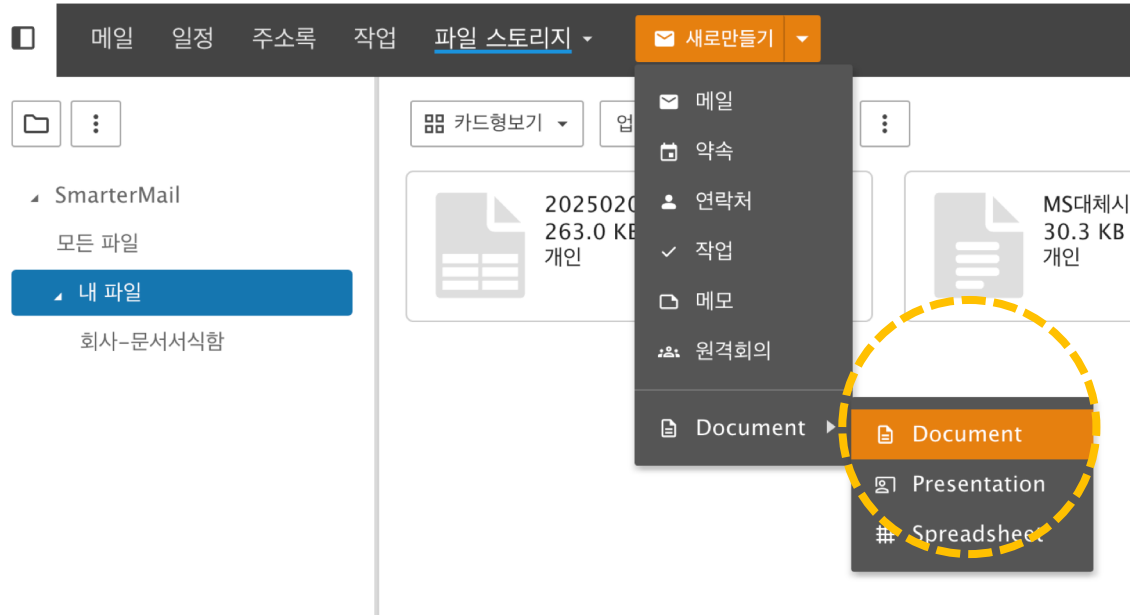 메일 일정 주소록 작업 파일 스토리지 새로만들기
카드형보기 업
SmarterMail
모든 파일
내 파일
회사-문서서식함
263.0
개인
MS대체시
30.3 KB
개인
메일
약속
연락처
작업
메모
원격회의
Document
Document
Presentation
Spreadsheet